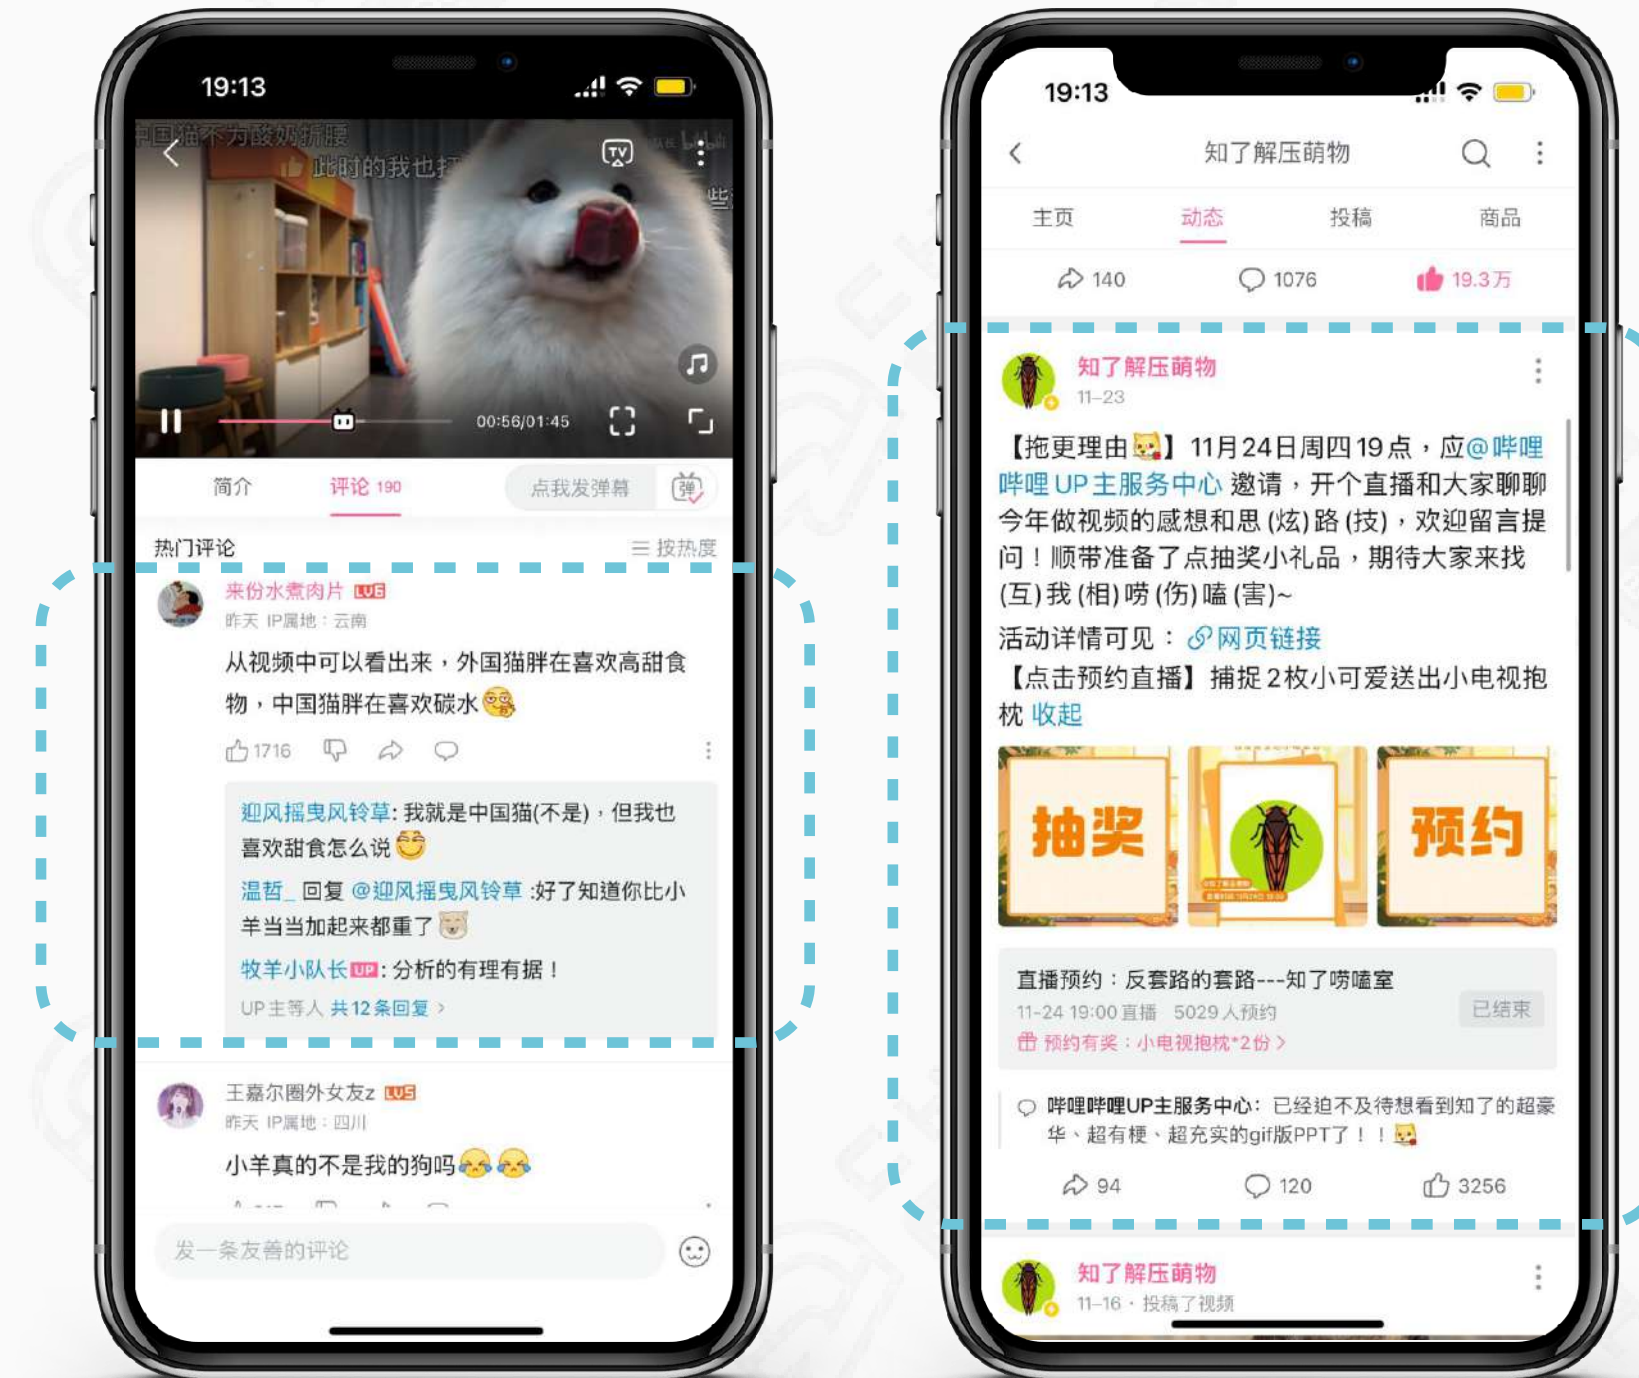 19:13
中国猫不为酸奶折腰
此时的我也打
些
00:56/01:45
简介
评论 190
点我发弹幕
弹
热门评论
按热度
来份水煮肉片 LV6
昨天 IP属地：云南
从视频中可以看出来，外国猫胖在喜欢高甜食
物，中国猫胖在喜欢碳水
1716
迎风摇曳风铃草: 我就是中国猫(不是)，但我也
喜欢甜食怎么说
温哲_ 回复 @迎风摇曳风铃草 :好了知道你比小
羊当当加起来都重了
牧羊小队长 UP : 分析的有理有据！
UP主等人 共12条回复 >
王嘉尔圈外女友z LV5
昨天 IP属地：四川
小羊真的不是我的狗吗
发一条友善的评论
19:13
知了解压萌物
主页
动态
投稿
商品
140
1076
19.3万
知了解压萌物
11-23
【拖更理由】11月24日周四19点，应@哔哩
哔哩UP主服务中心 邀请，开个直播和大家聊聊
今年做视频的感想和思(炫)路(技)，欢迎留言提
问！顺带准备了点抽奖小礼品，期待大家来找
(互)我(相)唠(伤)嗑(害)~
活动详情可见：网页链接
【点击预约直播】捕捉2枚小可爱送出小电视抱
枕 收起
抽奖
预约
直播预约：反套路的套路---知了唠嗑室
11-24 19:00直播 5029人预约
预约有奖：小电视抱枕*2份 >
已结束
哔哩哔哩UP主服务中心: 已经迫不及待想看到知了的超豪
华、超有梗、超充实的gif版PPT了！！
94
120
3256
知了解压萌物
11-16 · 投稿了视频